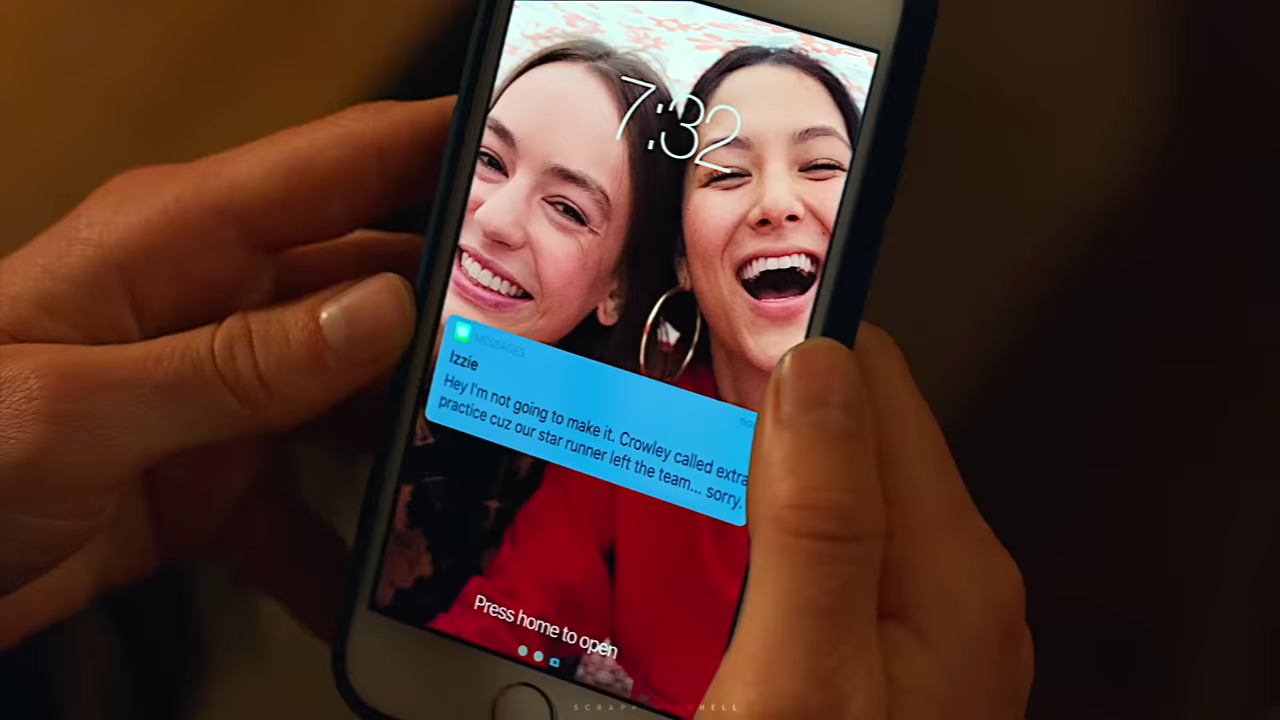 7:32
MESSAGES
Izzie
Hey I'm not going to make it. Crowley called extra
practice cuz our star runner left the team... sorry.
Press home to open